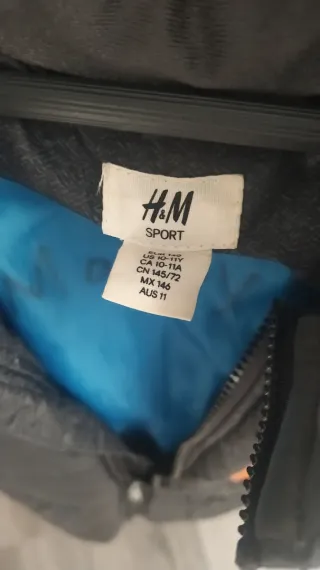 H&M
SPORT
US 10-11Y
CA 10-11A
CN 145/72
MX 146
AUS 11